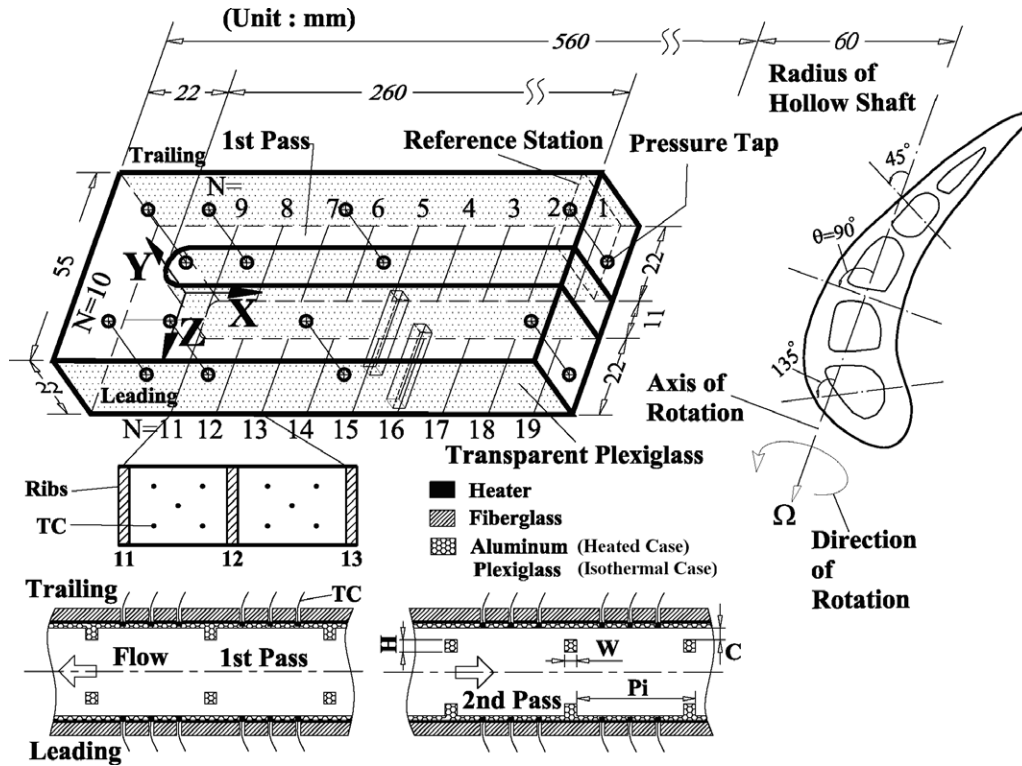 (Unit : mm)
560
60
22
260
Radius of
Hollow Shaft
Trailing
1st Pass
Reference Station
Pressure Tap
45°
N=
9 8 7 6 5 4 3 2 1
θ=90°
55
Y
22
N=10
X
11
Z
135°
22
22
Leading
Axis of
Rotation
N=11 12 13 14 15 16 17 18 19
Transparent Plexiglass
Ribs
Heater
TC
Fiberglass
Ω
Aluminum (Heated Case)
Plexiglass (Isothermal Case)
11 12 13
Direction
of
Rotation
Trailing
TC
Flow 1st Pass
H
W
C
2nd Pass
Pi
Leading